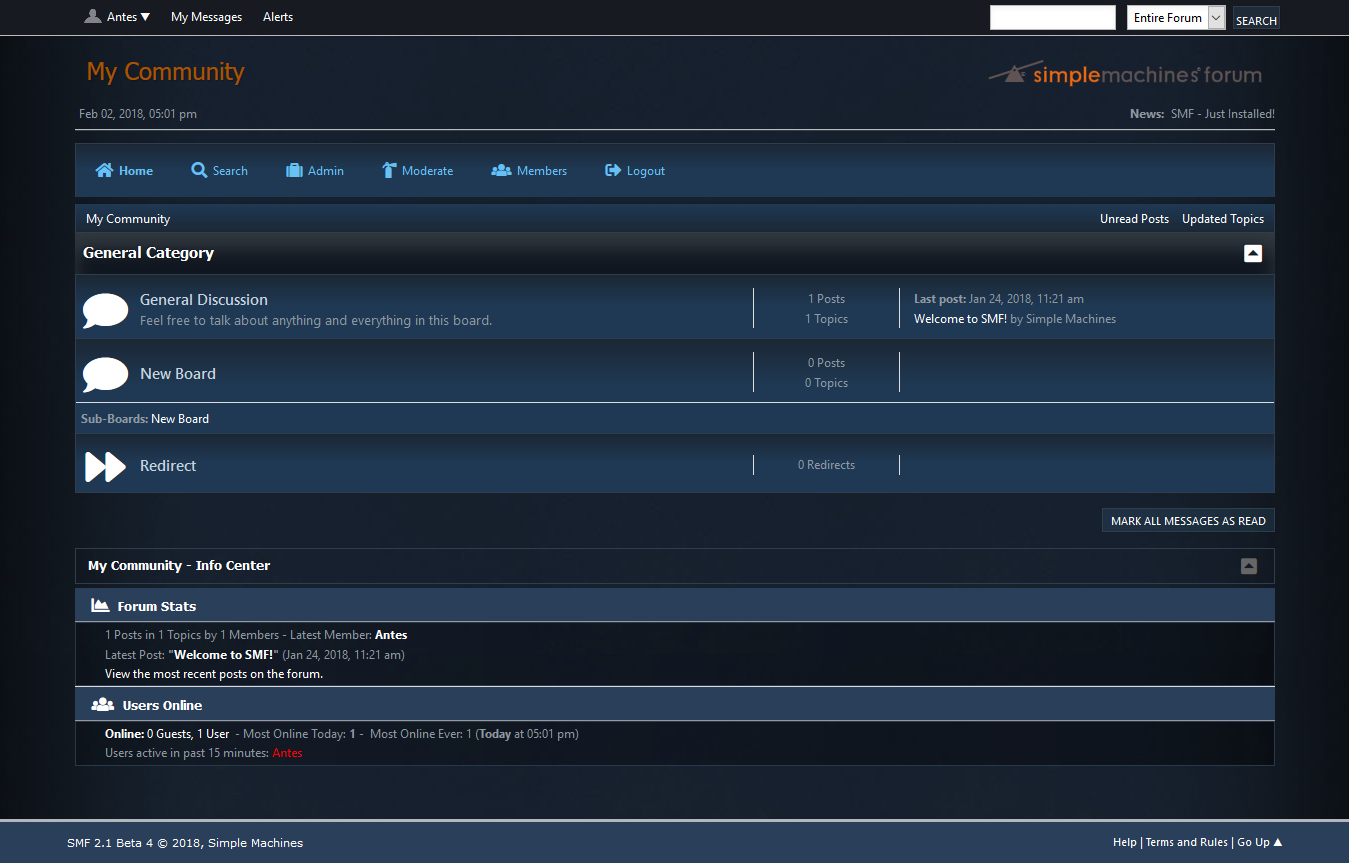 Antes ▼ My Messages Alerts Entire Forum SEARCH
My Community simplemachines® forum
Feb 02, 2018, 05:01 pm News: SMF - Just Installed!
Home Search Admin Moderate Members Logout
My Community Unread Posts Updated Topics
General Category
General Discussion
Feel free to talk about anything and everything in this board.
1 Posts
1 Topics
Last post: Jan 24, 2018, 11:21 am
Welcome to SMF! by Simple Machines
New Board
0 Posts
0 Topics
Sub-Boards: New Board
Redirect 0 Redirects
MARK ALL MESSAGES AS READ
My Community - Info Center
Forum Stats
1 Posts in 1 Topics by 1 Members - Latest Member: Antes
Latest Post: "Welcome to SMF!" (Jan 24, 2018, 11:21 am)
View the most recent posts on the forum.
Users Online
Online: 0 Guests, 1 User - Most Online Today: 1 - Most Online Ever: 1 (Today at 05:01 pm)
Users active in past 15 minutes: Antes
SMF 2.1 Beta 4 © 2018, Simple Machines Help | Terms and Rules | Go Up ▲